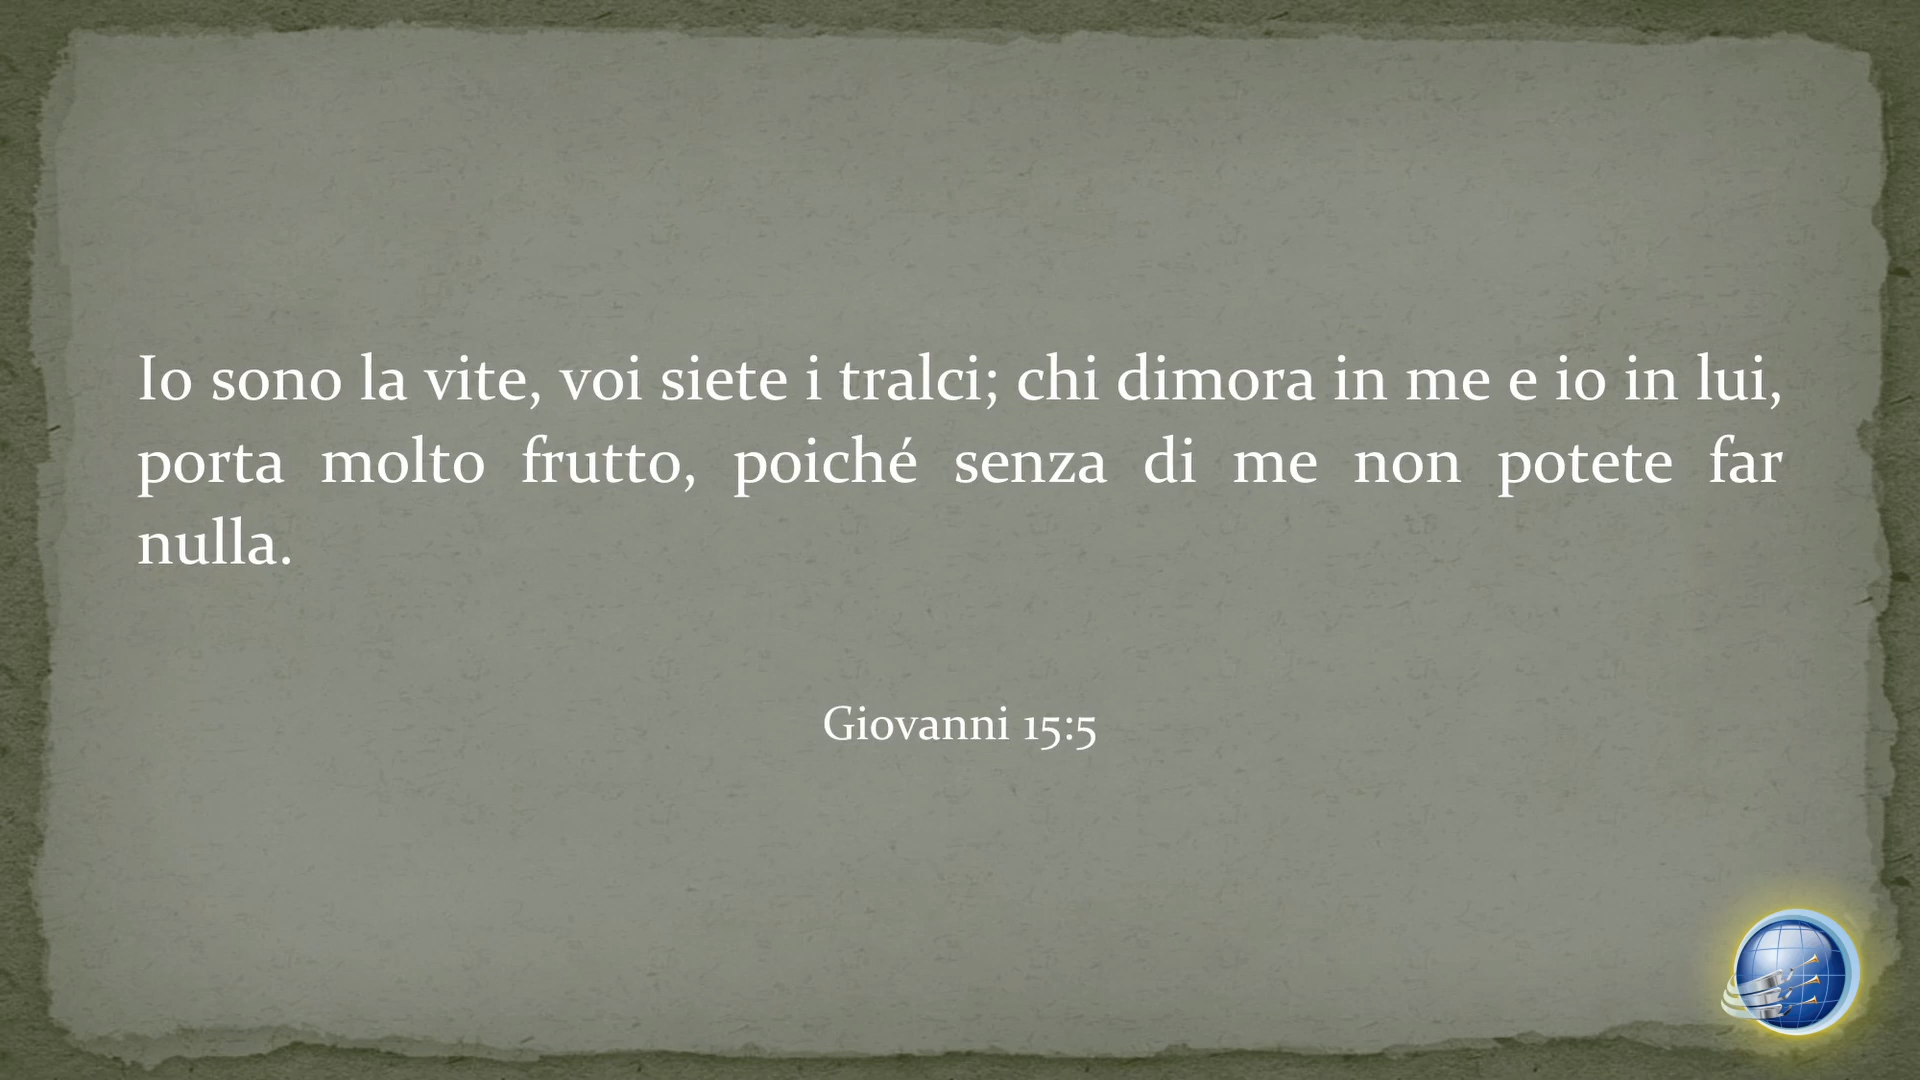 Io sono la vite, voi siete i tralci; chi dimora in me e io in lui,
porta molto frutto, poiché senza di me non potete far
nulla.
Giovanni 15:5